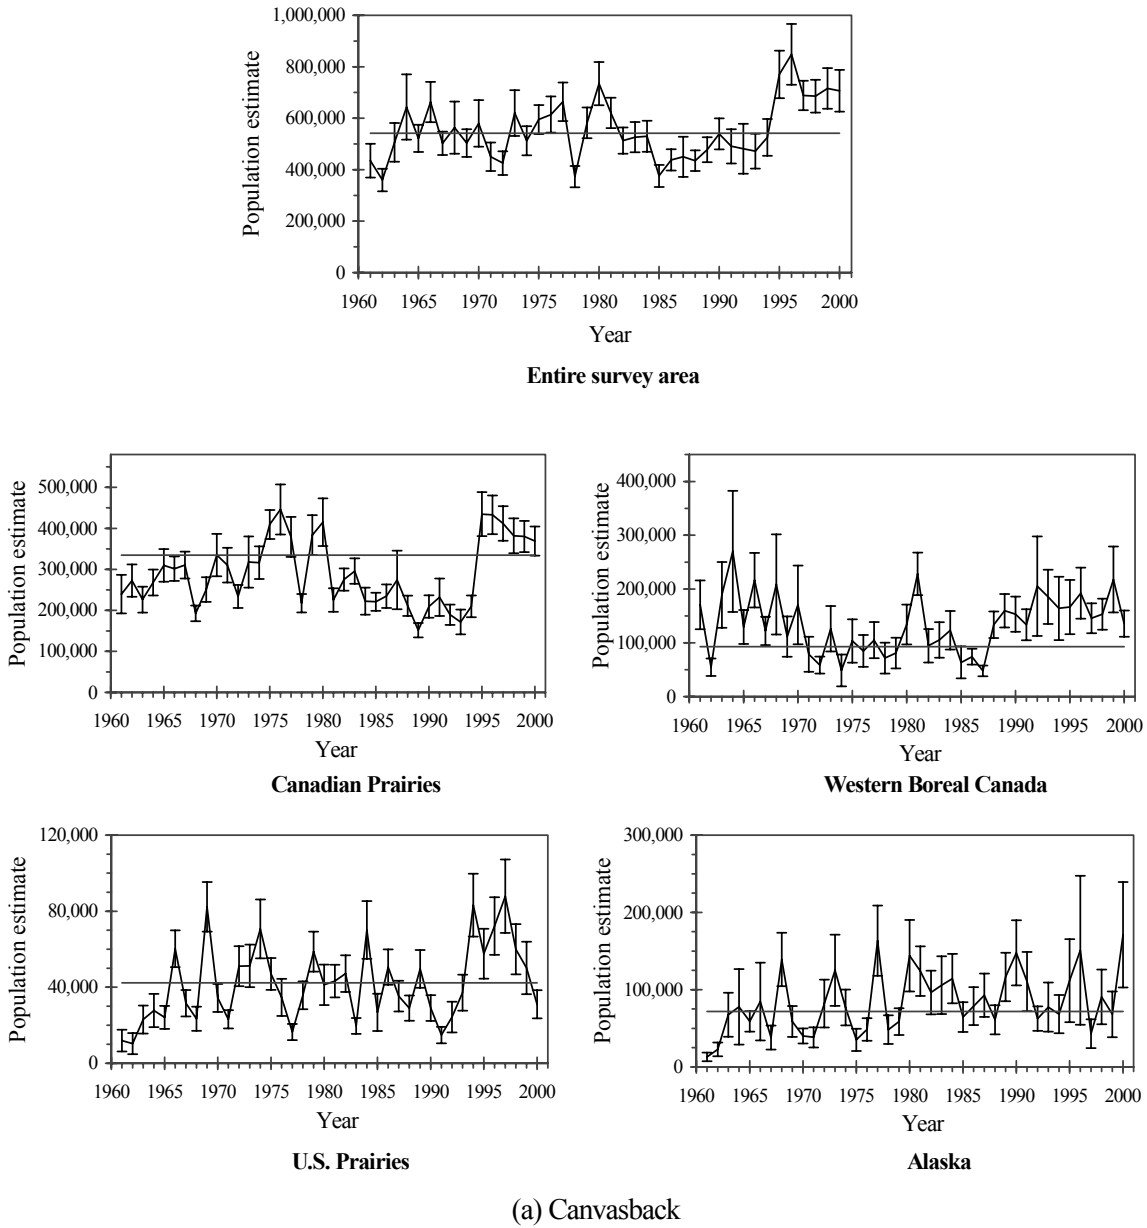 1,000,000
800,000
600,000
400,000
200,000
0
Population estimate
1960 1965 1970 1975 1980 1985 1990 1995 2000
Year
Entire survey area
500,000
400,000
300,000
200,000
100,000
0
Population estimate
1960 1965 1970 1975 1980 1985 1990 1995 2000
Year
Canadian Prairies
400,000
300,000
200,000
100,000
0
Population estimate
1960 1965 1970 1975 1980 1985 1990 1995 2000
Year
Western Boreal Canada
120,000
80,000
40,000
0
Population estimate
1960 1965 1970 1975 1980 1985 1990 1995 2000
Year
U.S. Prairies
300,000
200,000
100,000
0
Population estimate
1960 1965 1970 1975 1980 1985 1990 1995 2000
Year
Alaska
(a) Canvasback